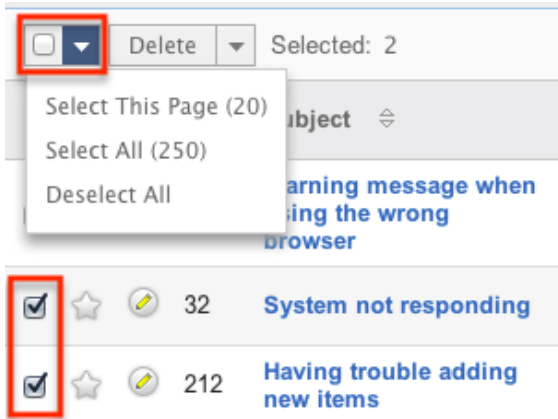 Delete
Selected: 2
Select This Page (20)
Select All (250)
Deselect All
ubject
arning message when
sing the wrong
browser
32
System not responding
212
Having trouble adding
new items